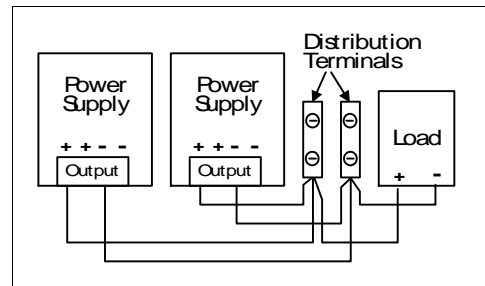 Distribution
Terminals
Power
Supply
+ + - -
Output
Power
Supply
+ + - -
Output
Load
+ -